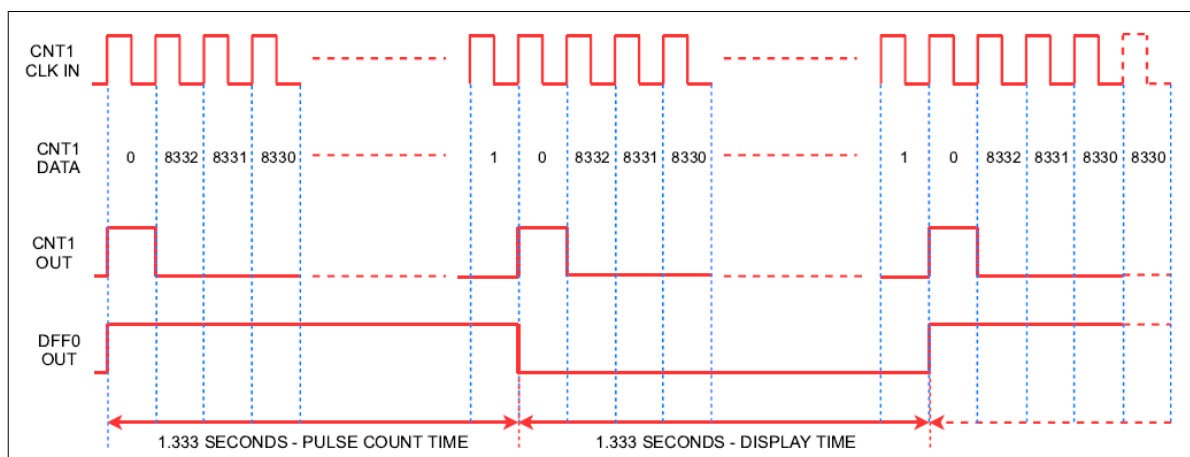 CNT1
CLK IN
CNT1
DATA
0 8332 8331 8330 1 0 8332 8331 8330 1 0 8332 8331 8330 8330
CNT1
OUT
DFF0
OUT
1.333 SECONDS - PULSE COUNT TIME
1.333 SECONDS - DISPLAY TIME